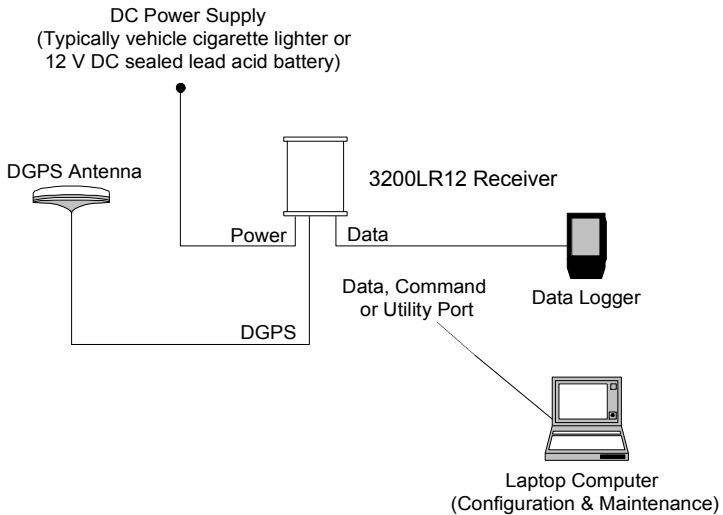 DC Power Supply
(Typically vehicle cigarette lighter or
12 V DC sealed lead acid battery)
DGPS Antenna
3200LR12 Receiver
Power
Data
DGPS
Data Logger
Data, Command
or Utility Port
Laptop Computer
(Configuration & Maintenance)